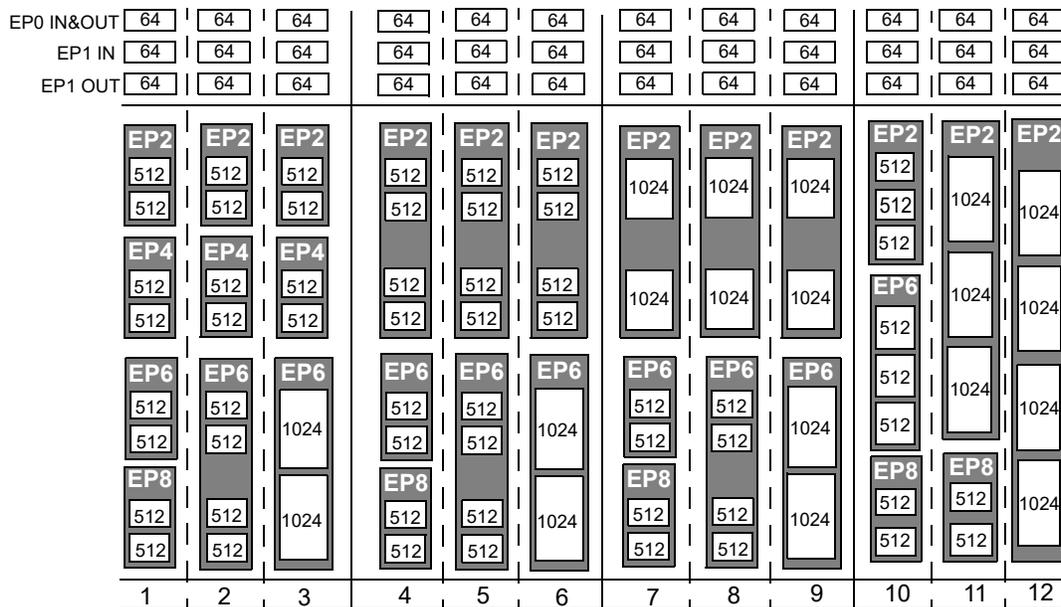 EP0 IN&OUT 64 64 64 64 64 64 64 64 64 64 64 64
EP1 IN 64 64 64 64 64 64 64 64 64 64 64 64
EP1 OUT 64 64 64 64 64 64 64 64 64 64 64 64
EP2 EP2 EP2 EP2 EP2 EP2 EP2 EP2 EP2 EP2 EP2 EP2
512 512 512 512 512 512 1024 1024 1024 512 1024 1024
512 512 512 512 512 512 512
EP4 EP4 EP4 512
512 512 512 512 512 512 1024 1024 1024 EP6 1024 1024
512 512 512 512 512 512 512
EP6 EP6 EP6 EP6 EP6 EP6 EP6 EP6 EP6 512 1024 1024
512 512 1024 512 512 1024 512 512 1024 512
512 512 512 512 512 512
EP8 EP8 EP8 EP8 EP8
512 512 1024 512 512 1024 512 512 1024 512 512 1024
512 512 512 512 512 512 512 512
1 2 3 4 5 6 7 8 9 10 11 12